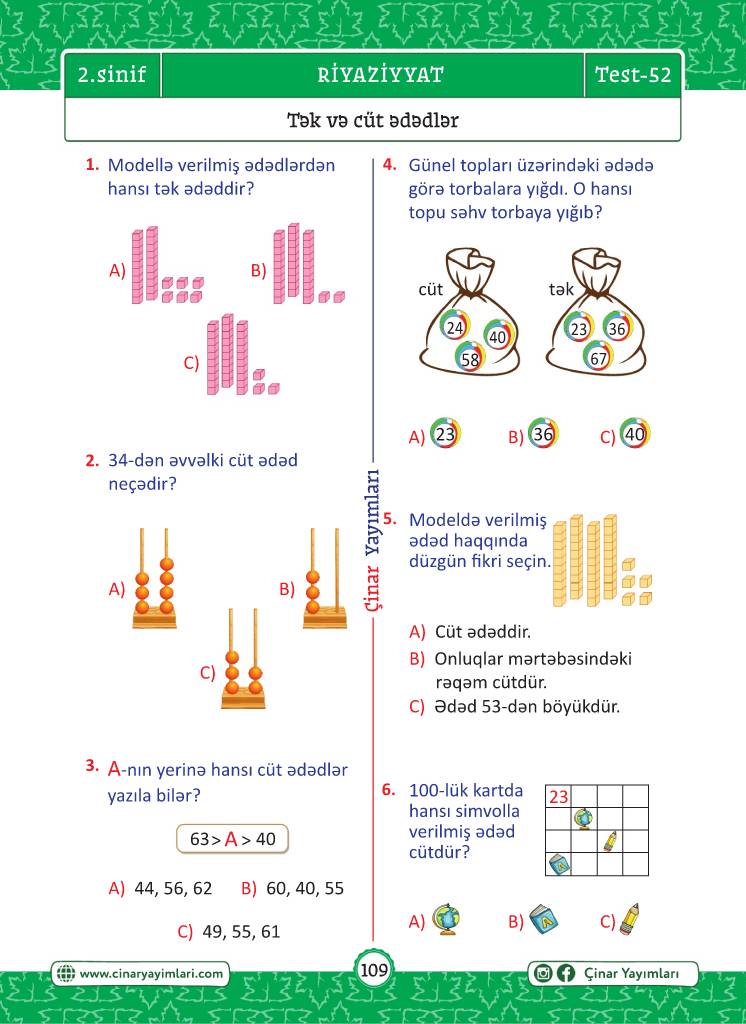 2.sinif
RİYAZİYYAT
Test-52
Tək və cüt ədədlər
1. Modellə verilmiş ədədlərdən
hansı tək ədəddir?
A)
B)
C)
2. 34-dən əvvəlki cüt ədəd
neçədir?
A)
B)
C)
3. A-nın yerinə hansı cüt ədədlər
yazıla bilər?
63 > A > 40
A) 44, 56, 62
B) 60, 40, 55
C) 49, 55, 61
Çinar Yayımları
4. Günel topları üzərindəki ədədə
görə torbalara yığdı. O hansı
topu səhv torbaya yığıb?
cüt
tək
24
40
58
23
36
67
A) 23
B) 36
C) 40
5. Modeldə verilmiş
ədəd haqqında
düzgün fikri seçin.
A) Cüt ədəddir.
B) Onluqlar mərtəbəsindəki
rəqəm cütdür.
C) Ədəd 53-dən böyükdür.
6. 100-lük kartda
hansı simvolla
verilmiş ədəd
cütdür?
23
A
A)
B) A
C)
www.cinaryayimlari.com
109
Çinar Yayımları